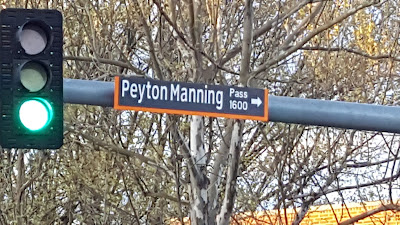 Peyton Manning Pass
1600 →